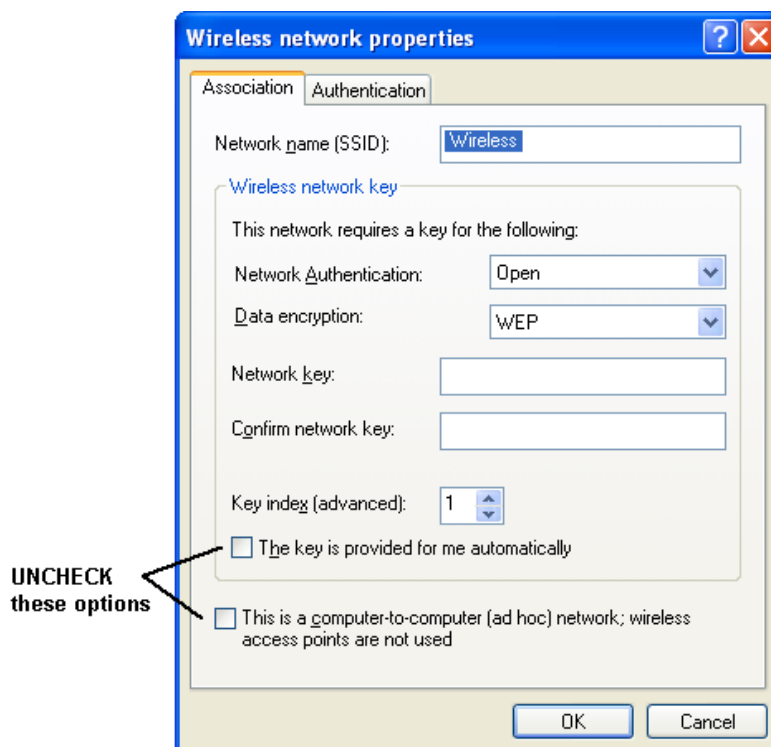 Wireless network properties
Association
Authentication
Network name (SSID):
Wireless
Wireless network key
This network requires a key for the following:
Network Authentication:
Open
Data encryption:
WEP
Network key:
Confirm network key:
Key index (advanced):
1
The key is provided for me automatically
UNCHECK
these options
This is a computer-to-computer (ad hoc) network; wireless
access points are not used
OK
Cancel